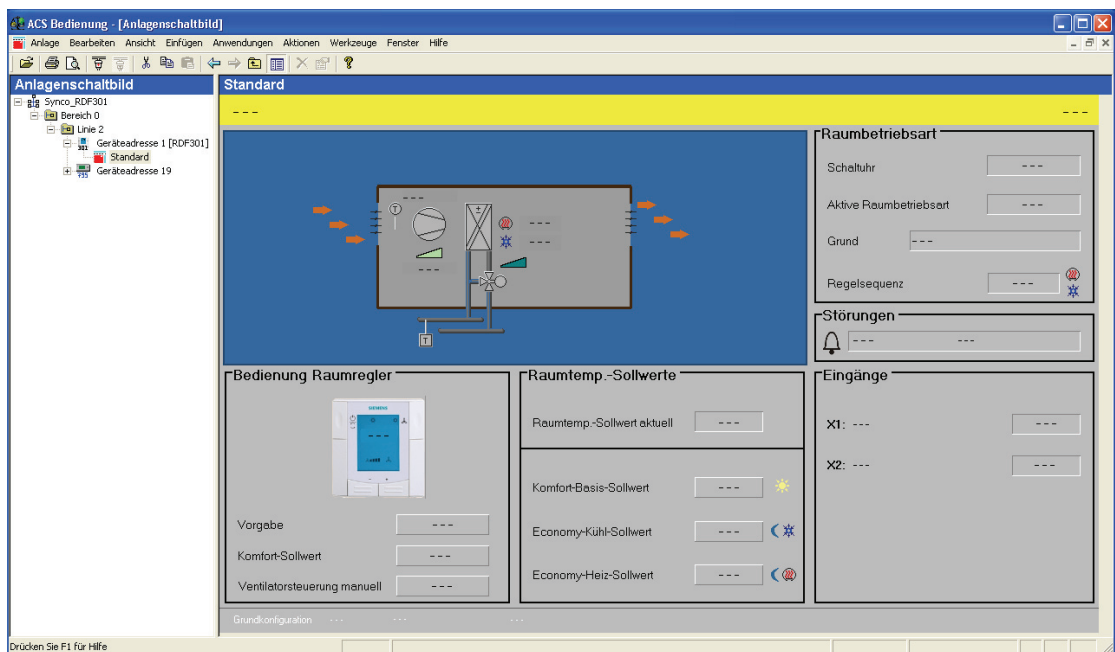 ACS Bedienung - [Anlagenschaltbild]
Anlage Bearbeiten Ansicht Einfügen Anwendungen Aktionen Werkzeuge Fenster Hilfe
Anlagenschaltbild
Standard
Synco_RDF301
Bereich 0
Linie 2
Geräteadresse 1 [RDF301]
Standard
Geräteadresse 19
--- ---
---
T
±
---
---
---
T
Raumbetriebsart
Schaltuhr ---
Aktive Raumbetriebsart ---
Grund ---
Regelsequenz ---
Störungen
--- ---
Bedienung Raumregler
SIEMENS
---
Vorgabe ---
Komfort-Sollwert ---
Ventilatorsteuerung manuell ---
Raumtemp.-Sollwerte
Raumtemp.-Sollwert aktuell ---
Komfort-Basis-Sollwert ---
Economy-Kühl-Sollwert ---
Economy-Heiz-Sollwert ---
Eingänge
X1: --- ---
X2: --- ---
Grundkonfiguration --- --- ---
Drücken Sie F1 für Hilfe